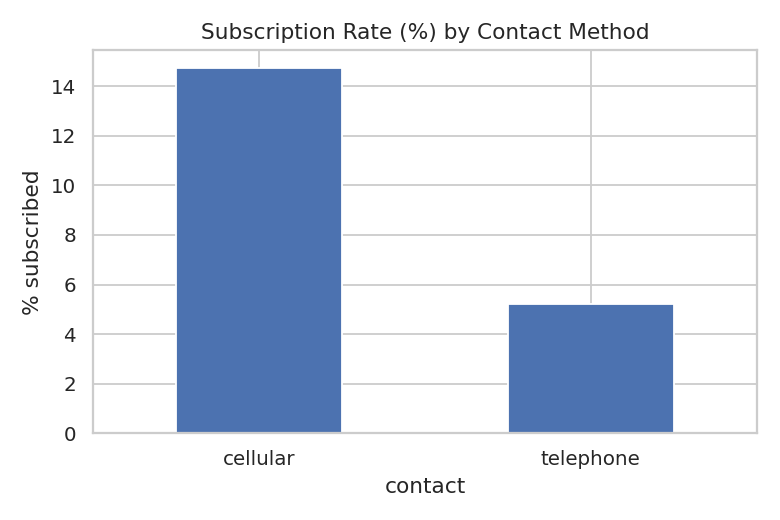 Subscription Rate (%) by Contact Method
% subscribed
14
12
10
8
6
4
2
0
cellular telephone
contact